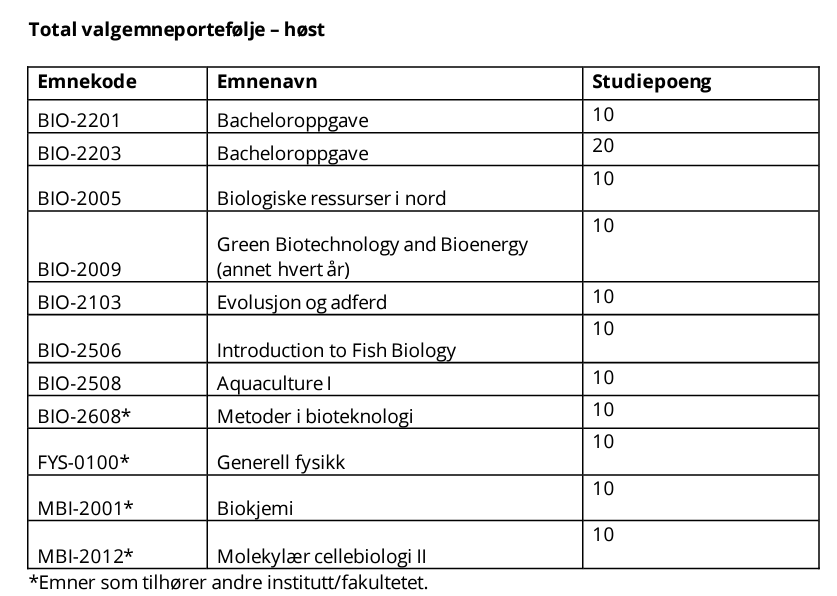 Total valgemneportefølje – høst
Emnekode Emnenavn Studiepoeng
BIO-2201 Bacheloroppgave 10
BIO-2203 Bacheloroppgave 20
BIO-2005 Biologiske ressurser i nord 10
BIO-2009 Green Biotechnology and Bioenergy
(annet hvert år) 10
BIO-2103 Evolusjon og adferd 10
BIO-2506 Introduction to Fish Biology 10
BIO-2508 Aquaculture I 10
BIO-2608* Metoder i bioteknologi 10
FYS-0100* Generell fysikk 10
MBI-2001* Biokjemi 10
MBI-2012* Molekylær cellebiologi II 10
*Emner som tilhører andre institutt/fakultetet.